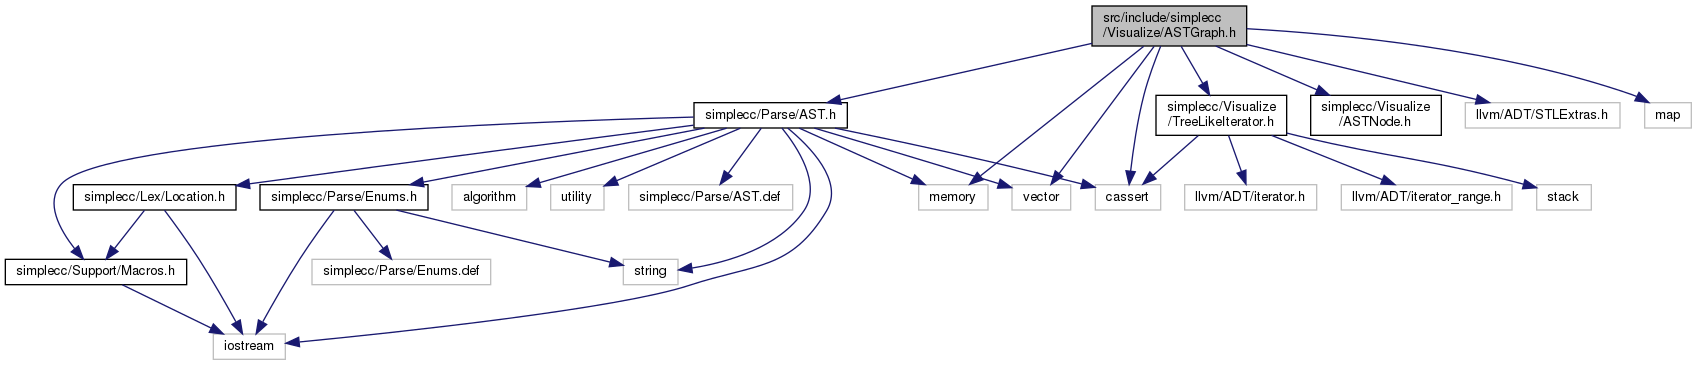 src/include/simplecc
/Visualize/ASTGraph.h
simplecc/Parse/AST.h
simplecc/Visualize
/TreeLikeIterator.h
simplecc/Visualize
/ASTNode.h
llvm/ADT/STLExtras.h
map
simplecc/Lex/Location.h
simplecc/Parse/Enums.h
algorithm
utility
simplecc/Parse/AST.def
memory
vector
cassert
llvm/ADT/iterator.h
llvm/ADT/iterator_range.h
stack
simplecc/Support/Macros.h
simplecc/Parse/Enums.def
string
iostream